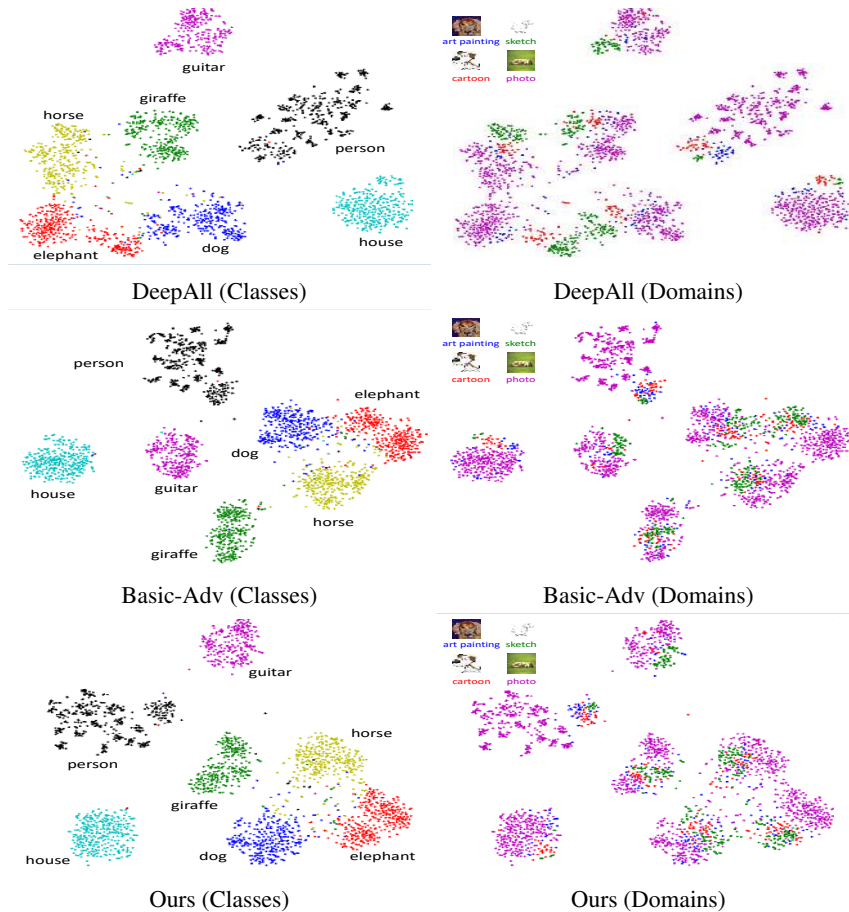 guitar
giraffe
horse
person
elephant
dog
house
art painting sketch
cartoon photo
DeepAll (Classes)
DeepAll (Domains)
person
elephant
dog
house
guitar
horse
giraffe
art painting sketch
cartoon photo
Basic-Adv (Classes)
Basic-Adv (Domains)
guitar
horse
person
giraffe
house
dog
elephant
art painting sketch
cartoon photo
Ours (Classes)
Ours (Domains)